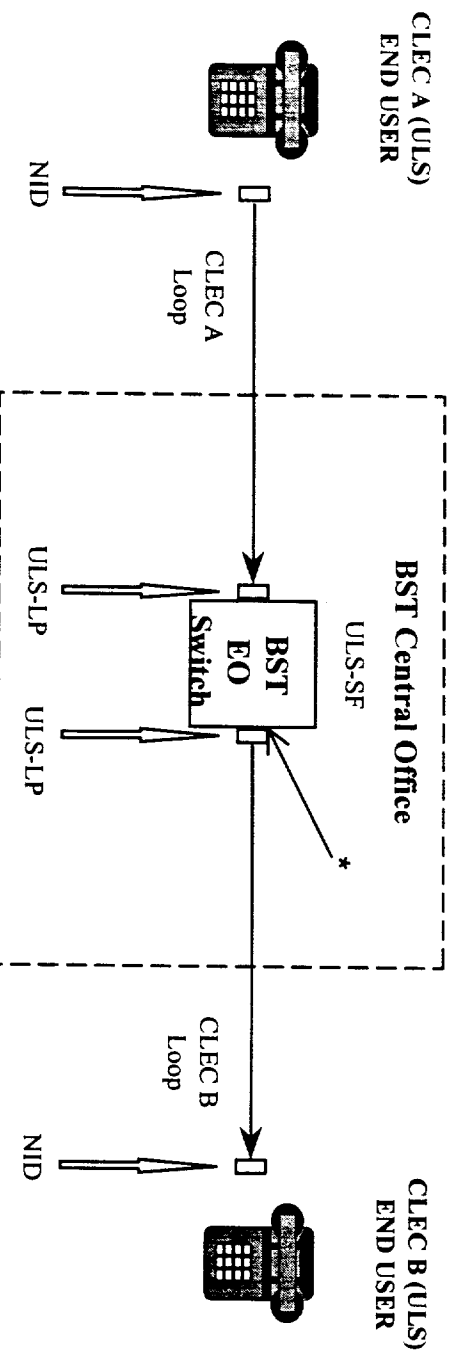 CLEC A (ULS)
END USER
NID
CLEC A
Loop
BST Central Office
ULS-SF
BST
EO
Switch
ULS-LP
ULS-LP
*
CLEC B
Loop
NID
CLEC B (ULS)
END USER